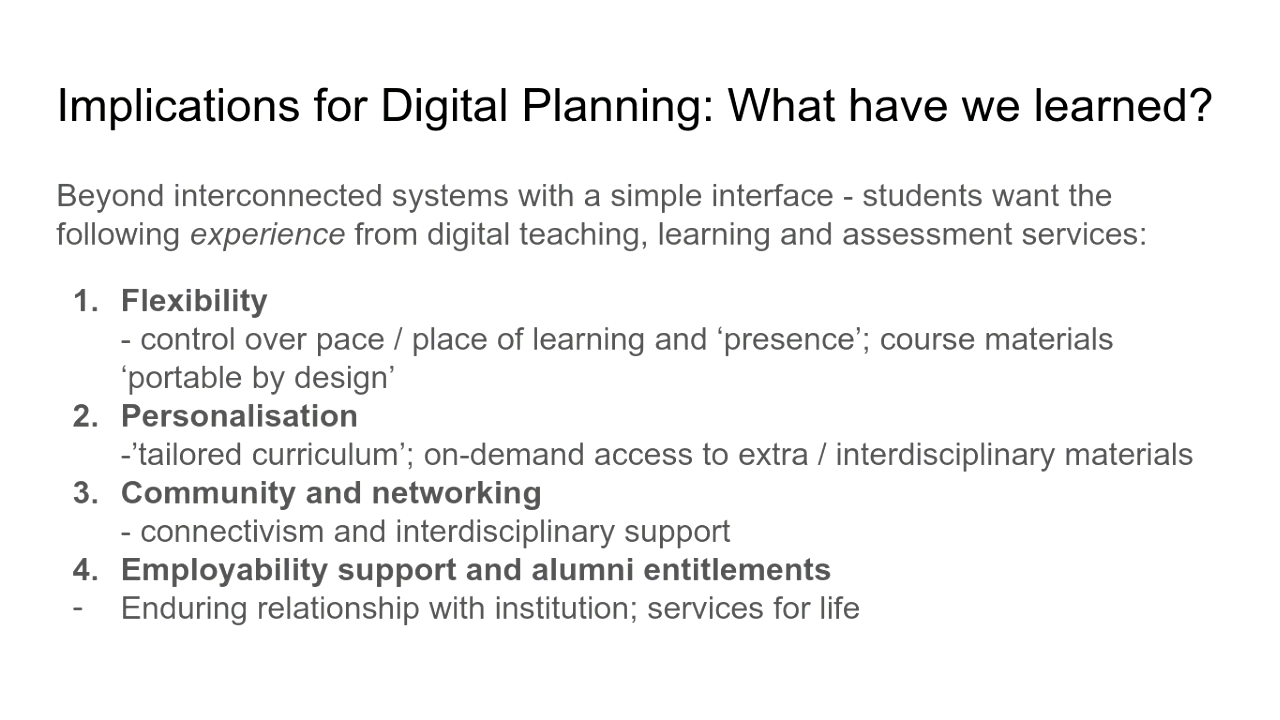 Implications for Digital Planning: What have we learned?
Beyond interconnected systems with a simple interface - students want the
following experience from digital teaching, learning and assessment services:
1. Flexibility
- control over pace / place of learning and ‘presence’; course materials
‘portable by design’
2. Personalisation
-’tailored curriculum’; on-demand access to extra / interdisciplinary materials
3. Community and networking
- connectivism and interdisciplinary support
4. Employability support and alumni entitlements
- Enduring relationship with institution; services for life